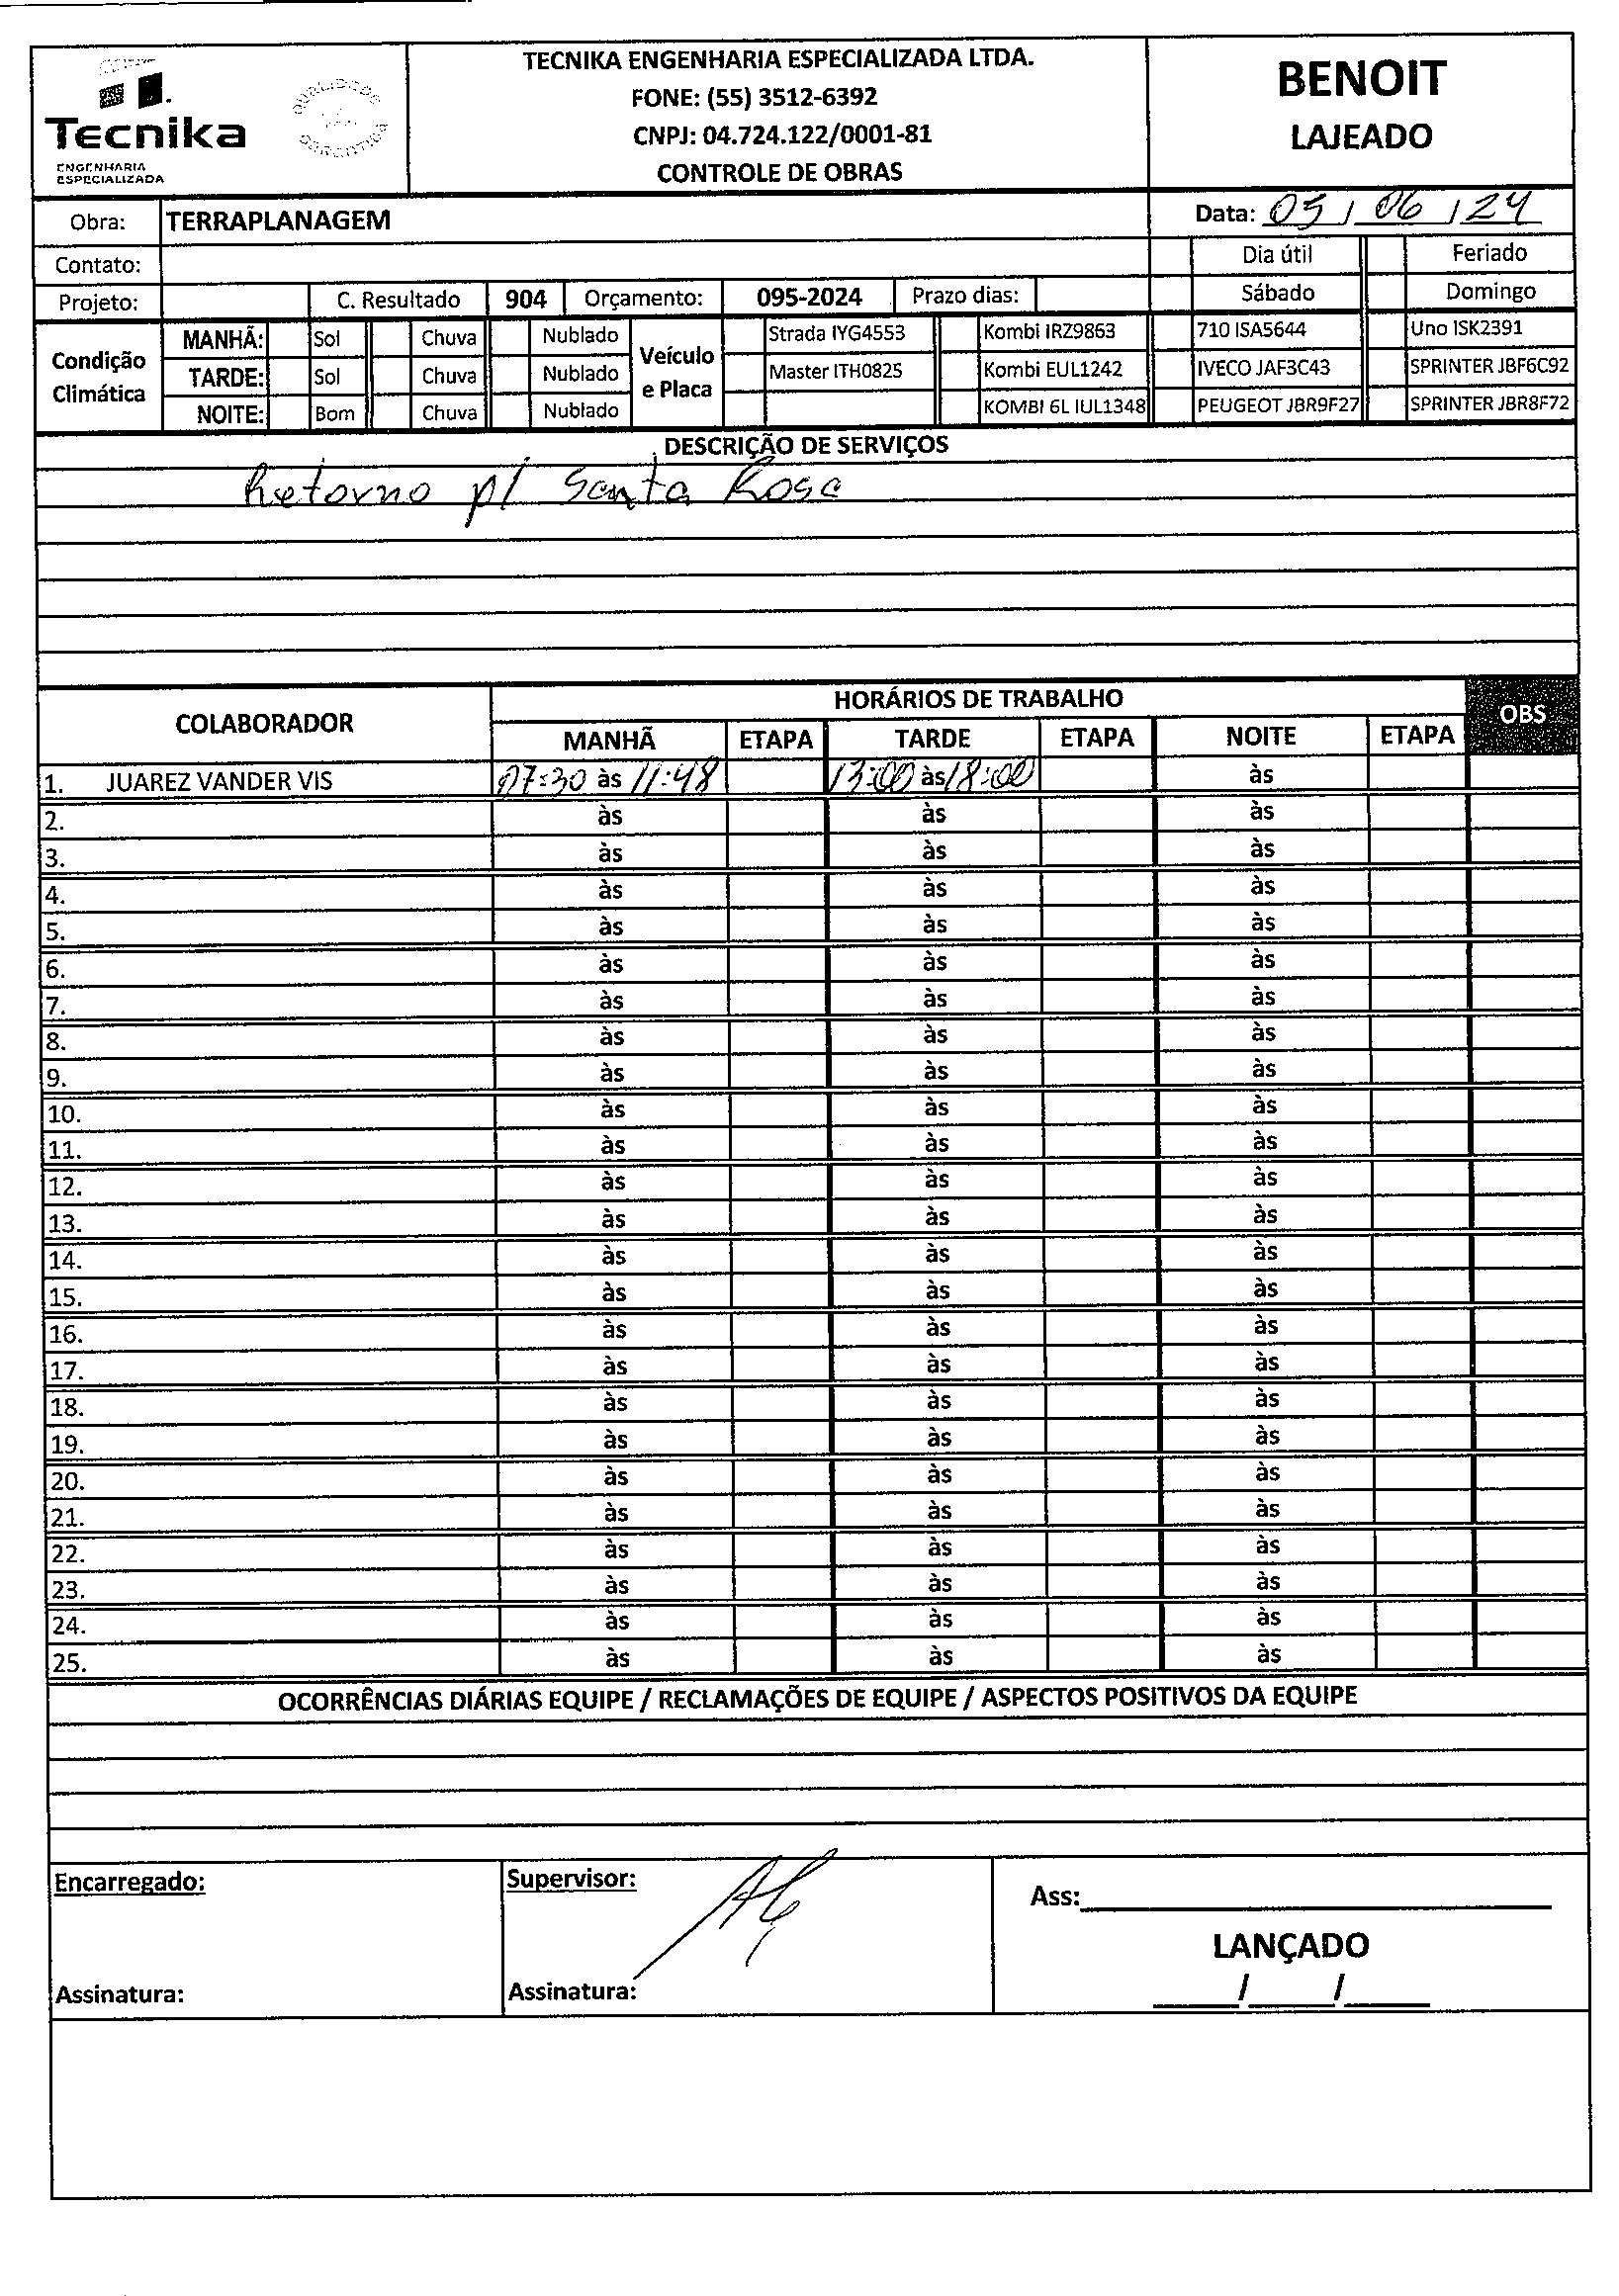 TECNIKA ENGENHARIA ESPECIALIZADA LTDA.
FONE: (55) 3512-6392
CNPJ: 04.724.122/0001-81
CONTROLE DE OBRAS
Tecnika
ENGENHARIA
ESPECIALIZADA
BENOIT
LAJEADO
Obra: TERRAPLANAGEM Data: 05/06/24
Contato: Dia útil Feriado
Projeto: C. Resultado 904 Orçamento: 095-2024 Prazo dias: Sábado Domingo
Condição Climática
MANHÃ: Sol Chuva Nublado
TARDE: Sol Chuva Nublado
NOITE: Bom Chuva Nublado
Veículo e Placa
Strada IYG4553 Kombi IRZ9863 710 ISA5644 Uno ISK2391
Master ITH0825 Kombi EUL1242 IVECO JAF3C43 SPRINTER JBF6C92
KOMBI 6L IUL1348 PEUGEOT JBR9F27 SPRINTER JBR8F72
DESCRIÇÃO DE SERVIÇOS
Retorno p/ Santa Rosa
COLABORADOR HORÁRIOS DE TRABALHO OBS
MANHÃ ETAPA TARDE ETAPA NOITE ETAPA
1. JUAREZ VANDER VIS 07:30 às 11:48 13:00 às 18:00 às
2. às às às
3. às às às
4. às às às
5. às às às
6. às às às
7. às às às
8. às às às
9. às às às
10. às às às
11. às às às
12. às às às
13. às às às
14. às às às
15. às às às
16. às às às
17. às às às
18. às às às
19. às às às
20. às às às
21. às às às
22. às às às
23. às às às
24. às às às
25. às às às
OCORRÊNCIAS DIÁRIAS EQUIPE / RECLAMAÇÕES DE EQUIPE / ASPECTOS POSITIVOS DA EQUIPE
Encarregado: Supervisor: Ass:
LANÇADO
Assinatura: Assinatura: / /